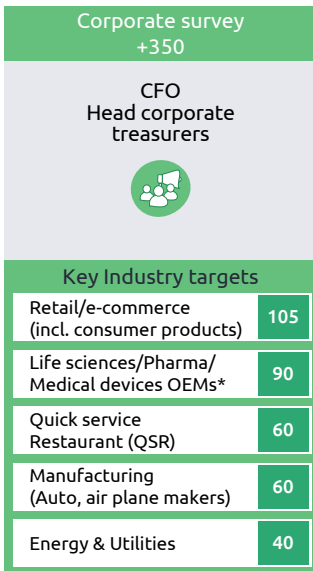 Corporate survey
+350
CFO
Head corporate
treasurers
Key Industry targets
Retail/e-commerce
(incl. consumer products)
105
Life sciences/Pharma/
Medical devices OEMs*
90
Quick service
Restaurant (QSR)
60
Manufacturing
(Auto, air plane makers)
60
Energy & Utilities
40